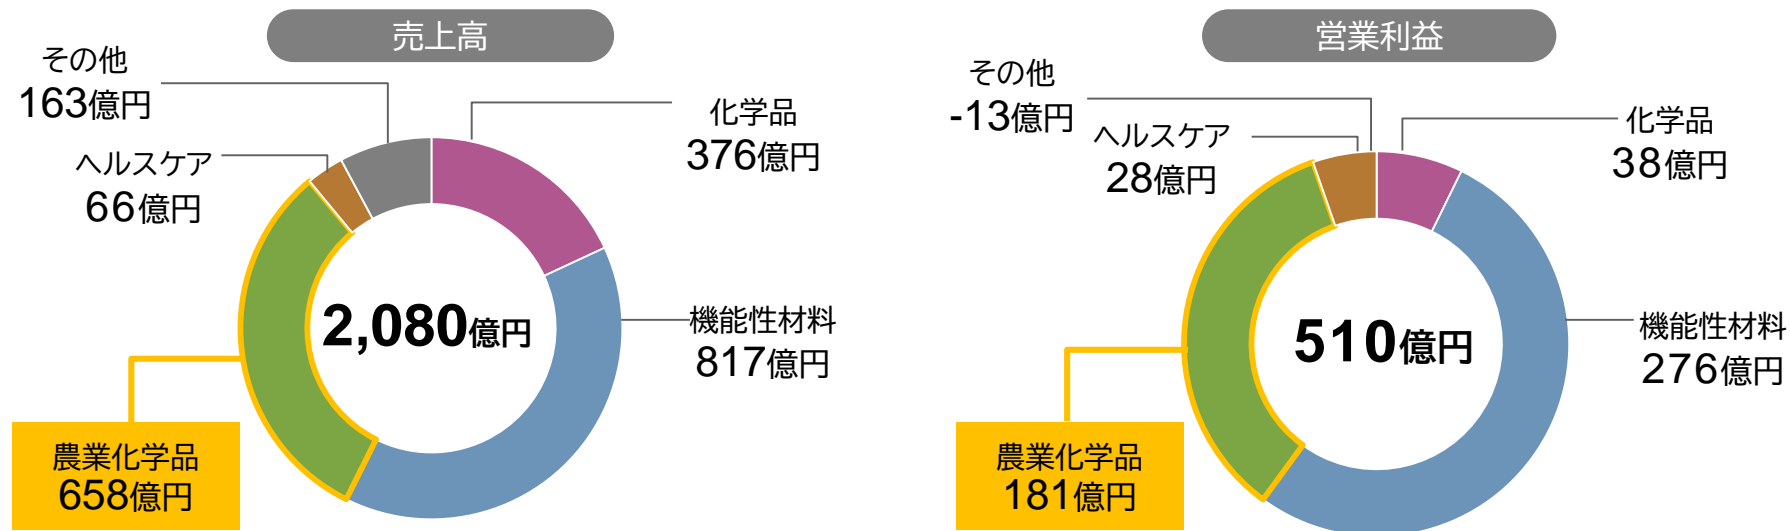 売上高
その他
163億円
化学品
376億円
ヘルスケア
66億円
2,080億円
機能性材料
817億円
農業化学品
658億円
営業利益
その他
-13億円
化学品
38億円
ヘルスケア
28億円
510億円
機能性材料
276億円
農業化学品
181億円